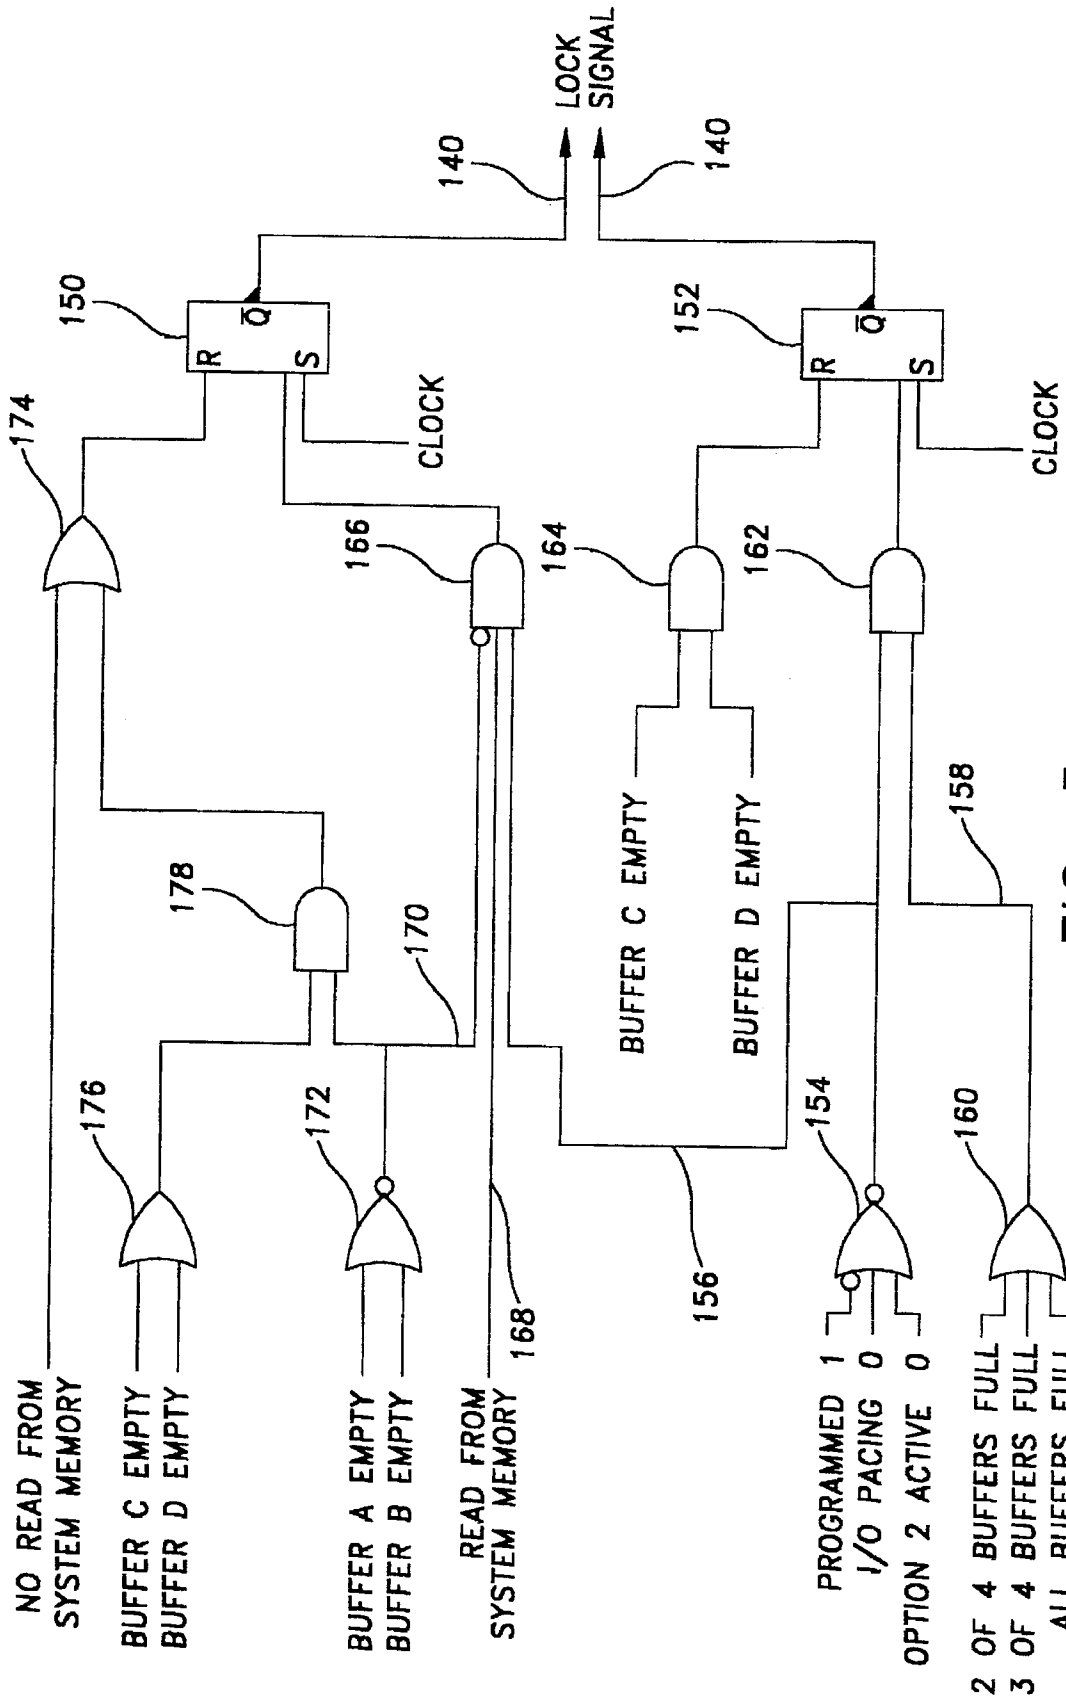 NO READ FROM
SYSTEM MEMORY
BUFFER C EMPTY
BUFFER D EMPTY
BUFFER A EMPTY
BUFFER B EMPTY
READ FROM
SYSTEM MEMORY
PROGRAMMED 1
I/O PACING 0
OPTION 2 ACTIVE 0
2 OF 4 BUFFERS FULL
3 OF 4 BUFFERS FULL
ALL BUFFERS FULL
176
172
168
156
154
160
178
170
BUFFER C EMPTY
BUFFER D EMPTY
158
174
166
164
162
CLOCK
CLOCK
150
R
S
Q̅
152
R
S
Q̅
140
140
LOCK
SIGNAL